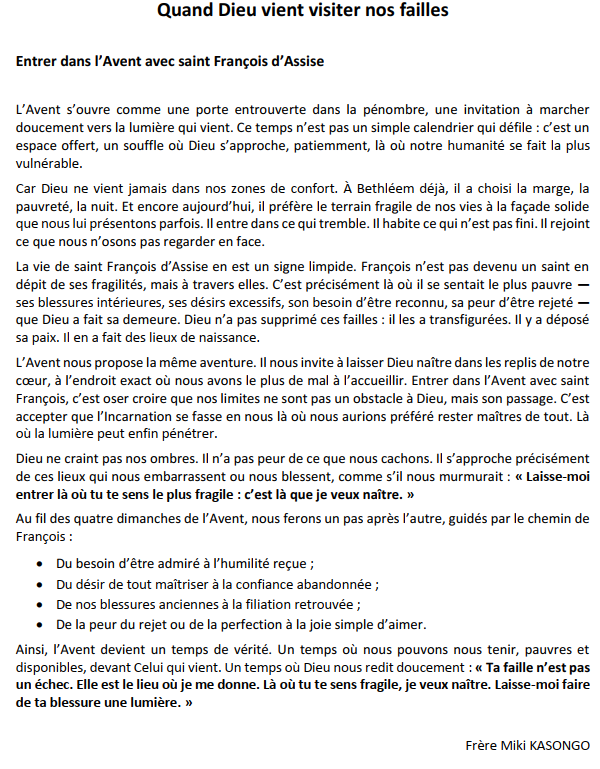 Quand Dieu vient visiter nos failles
Entrer dans l’Avent avec saint François d’Assise
L’Avent s’ouvre comme une porte entrouverte dans la pénombre, une invitation à marcher
doucement vers la lumière qui vient. Ce temps n’est pas un simple calendrier qui défile : c’est un
espace offert, un souffle où Dieu s’approche, patiemment, là où notre humanité se fait la plus
vulnérable.
Car Dieu ne vient jamais dans nos zones de confort. À Bethléem déjà, il a choisi la marge, la
pauvreté, la nuit. Et encore aujourd’hui, il préfère le terrain fragile de nos vies à la façade solide
que nous lui présentons parfois. Il entre dans ce qui tremble. Il habite ce qui n’est pas fini. Il rejoint
ce que nous n’osons pas regarder en face.
La vie de saint François d’Assise en est un signe limpide. François n’est pas devenu un saint en
dépit de ses fragilités, mais à travers elles. C’est précisément là où il se sentait le plus pauvre —
ses blessures intérieures, ses désirs excessifs, son besoin d’être reconnu, sa peur d’être rejeté —
que Dieu a fait sa demeure. Dieu n’a pas supprimé ces failles : il les a transfigurées. Il y a déposé
sa paix. Il en a fait des lieux de naissance.
L’Avent nous propose la même aventure. Il nous invite à laisser Dieu naître dans les replis de notre
cœur, à l’endroit exact où nous avons le plus de mal à l’accueillir. Entrer dans l’Avent avec saint
François, c’est oser croire que nos limites ne sont pas un obstacle à Dieu, mais son passage. C’est
accepter que l’Incarnation se fasse en nous là où nous aurions préféré rester maîtres de tout. Là
où la lumière peut enfin pénétrer.
Dieu ne craint pas nos ombres. Il n’a pas peur de ce que nous cachons. Il s’approche précisément
de ces lieux qui nous embarrassent ou nous blessent, comme s’il nous murmurait : « Laisse-moi
entrer là où tu te sens le plus fragile : c’est là que je veux naître. »
Au fil des quatre dimanches de l’Avent, nous ferons un pas après l’autre, guidés par le chemin de
François :
• Du besoin d’être admiré à l’humilité reçue ;
• Du désir de tout maîtriser à la confiance abandonnée ;
• De nos blessures anciennes à la filiation retrouvée ;
• De la peur du rejet ou de la perfection à la joie simple d’aimer.
Ainsi, l’Avent devient un temps de vérité. Un temps où nous pouvons nous tenir, pauvres et
disponibles, devant Celui qui vient. Un temps où Dieu nous redit doucement : « Ta faille n’est pas
un échec. Elle est le lieu où je me donne. Là où tu te sens fragile, je veux naître. Laisse-moi faire
de ta blessure une lumière. »
Frère Miki KASONGO